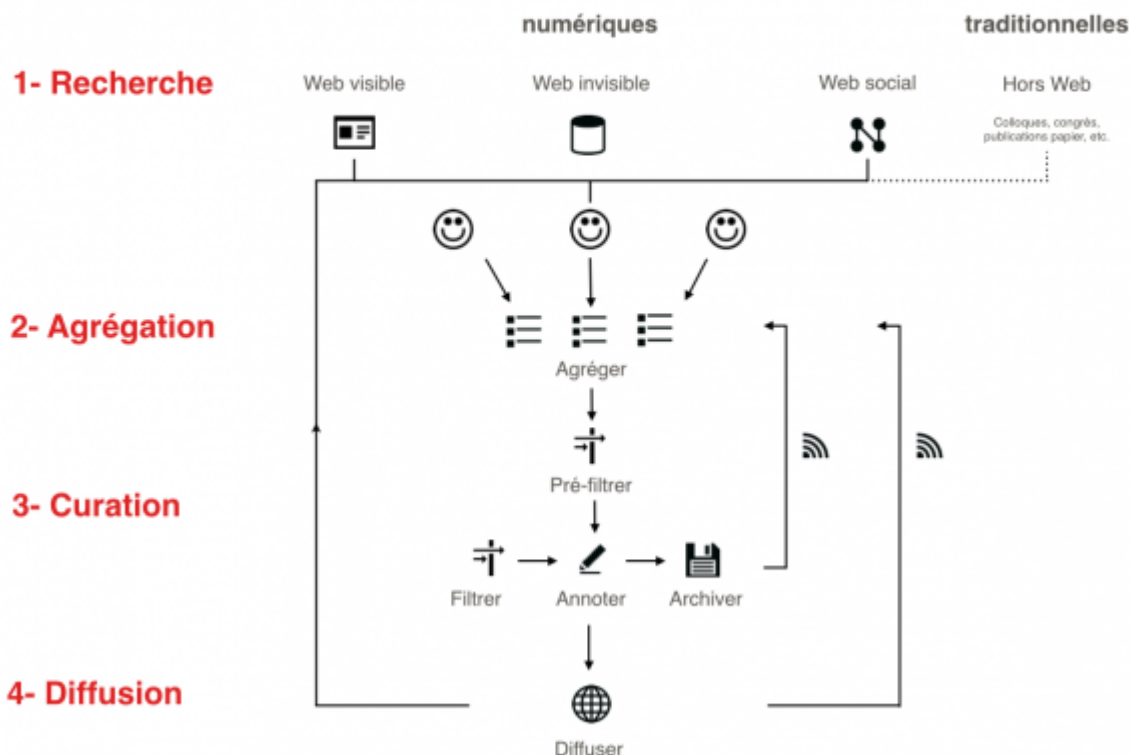 numériques
traditionnelles
1- Recherche
Web visible
Web invisible
Web social
Hors Web
Colloques, congrès,
publications papier, etc.
2- Agrégation
Agréger
Pré-filtrer
3- Curation
Filtrer
Annoter
Archiver
4- Diffusion
Diffuser